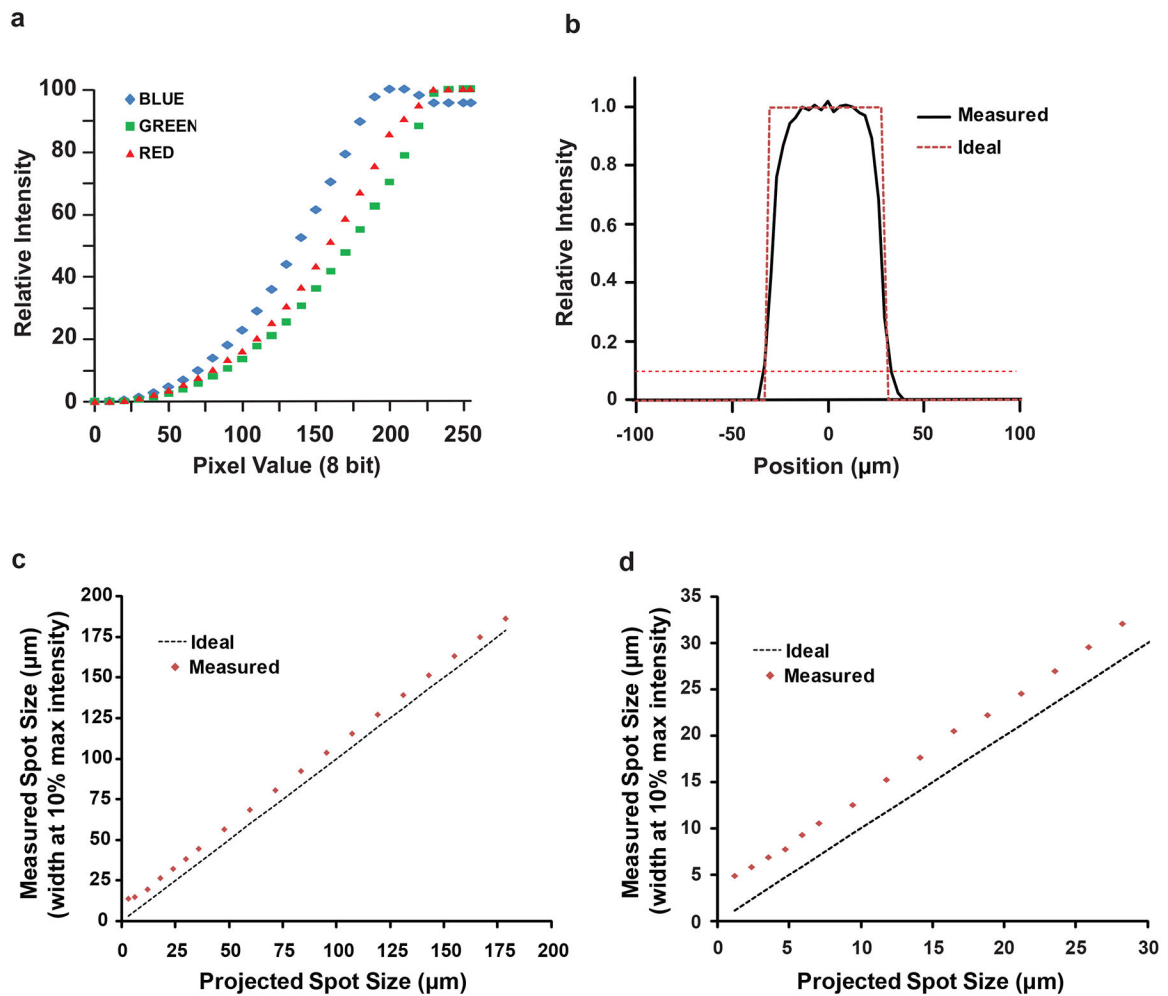 a
Relative Intensity
100
80
60
40
20
0
BLUE
GREEN
RED
0 50 100 150 200 250
Pixel Value (8 bit)
b
Relative Intensity
1.0
0.8
0.6
0.4
0.2
0
Measured
Ideal
-100 -50 0 50 100
Position (µm)
c
Measured Spot Size (µm)
(width at 10% max intensity)
200
175
150
125
100
75
50
25
0
Ideal
Measured
0 25 50 75 100 125 150 175 200
Projected Spot Size (µm)
d
Measured Spot Size (µm)
(width at 10% max intensity)
35
30
25
20
15
10
5
0
Ideal
Measured
0 5 10 15 20 25 30
Projected Spot Size (µm)